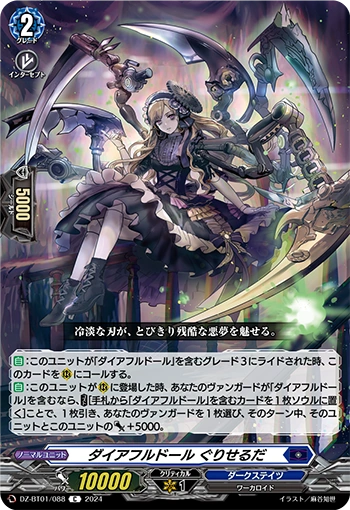 2
グレード
インターセプト
5000
シールド
冷淡な刃が、とびきり残酷な悪夢を魅せる。
自:このユニットが「ダイアフルドール」を含むグレード3にライドされた時、こ
のカードをRにコールする。
自:このユニットがRに登場した時、あなたのヴァンガードが「ダイアフルドー
ル」を含むなら、コスト[手札から「ダイアフルドール」を含むカードを1枚ソウルに置
く]ことで、1枚引き、あなたのヴァンガードを1枚選び、そのターン中、そのユ
ニットとこのユニットのパワー+5000。
ノーマルユニット
ダイアフルドール ぐりせるだ
パワー
10000
クリティカル
1
ダークステイツ
ワーカロイド
D-DZ-BT01/088 C 2024
イラスト/麻谷知世